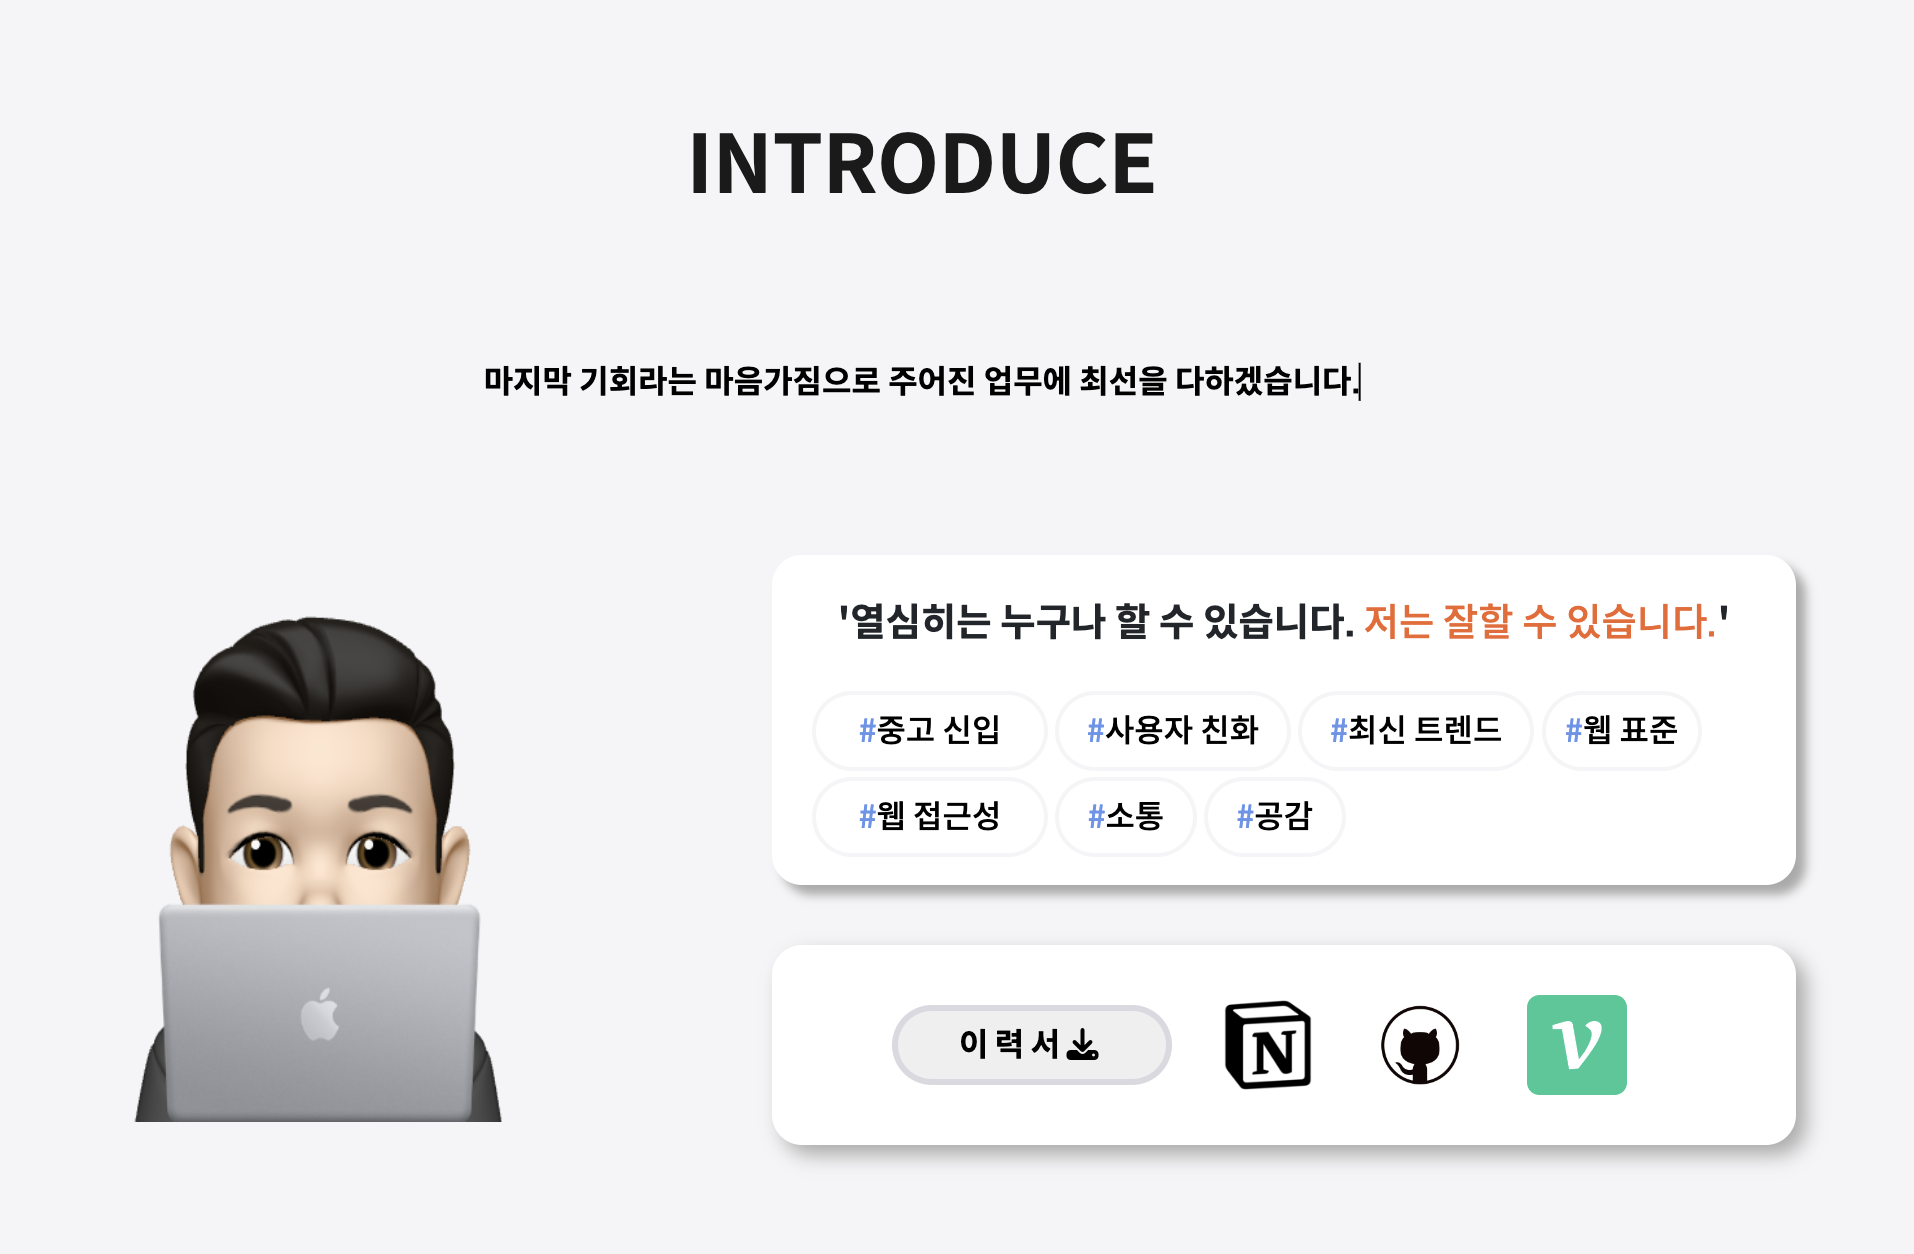 INTRODUCE
마지막 기회라는 마음가짐으로 주어진 업무에 최선을 다하겠습니다.
'열심히는 누구나 할 수 있습니다. 저는 잘할 수 있습니다.'
#중고 신입 #사용자 친화 #최신 트렌드 #웹 표준
#웹 접근성 #소통 #공감
이 력 서 N v